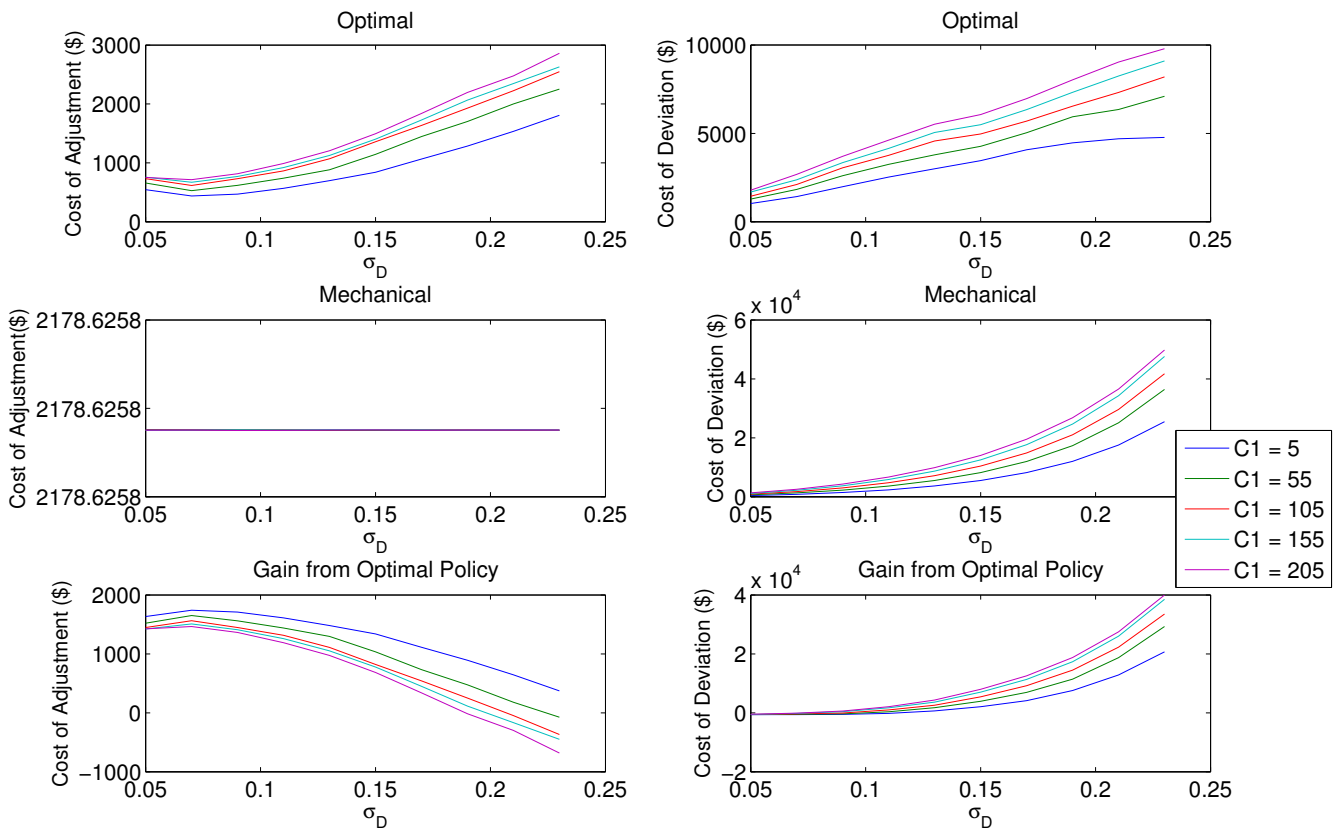 Optimal
Cost of Adjustment ($)
3000
2000
1000
0
0.05 0.1 0.15 0.2 0.25
σD
Optimal
Cost of Deviation ($)
10000
5000
0
0.05 0.1 0.15 0.2 0.25
σD
Mechanical
Cost of Adjustment($)
2178.6258
2178.6258
2178.6258
0.05 0.1 0.15 0.2 0.25
σD
Mechanical
x 10^4
Cost of Deviation ($)
6
4
2
0
0.05 0.1 0.15 0.2 0.25
σD
C1 = 5
C1 = 55
C1 = 105
C1 = 155
C1 = 205
Gain from Optimal Policy
Cost of Adjustment ($)
2000
1000
0
−1000
0.05 0.1 0.15 0.2 0.25
σD
Gain from Optimal Policy
x 10^4
Cost of Deviation ($)
4
2
0
−2
0.05 0.1 0.15 0.2 0.25
σD